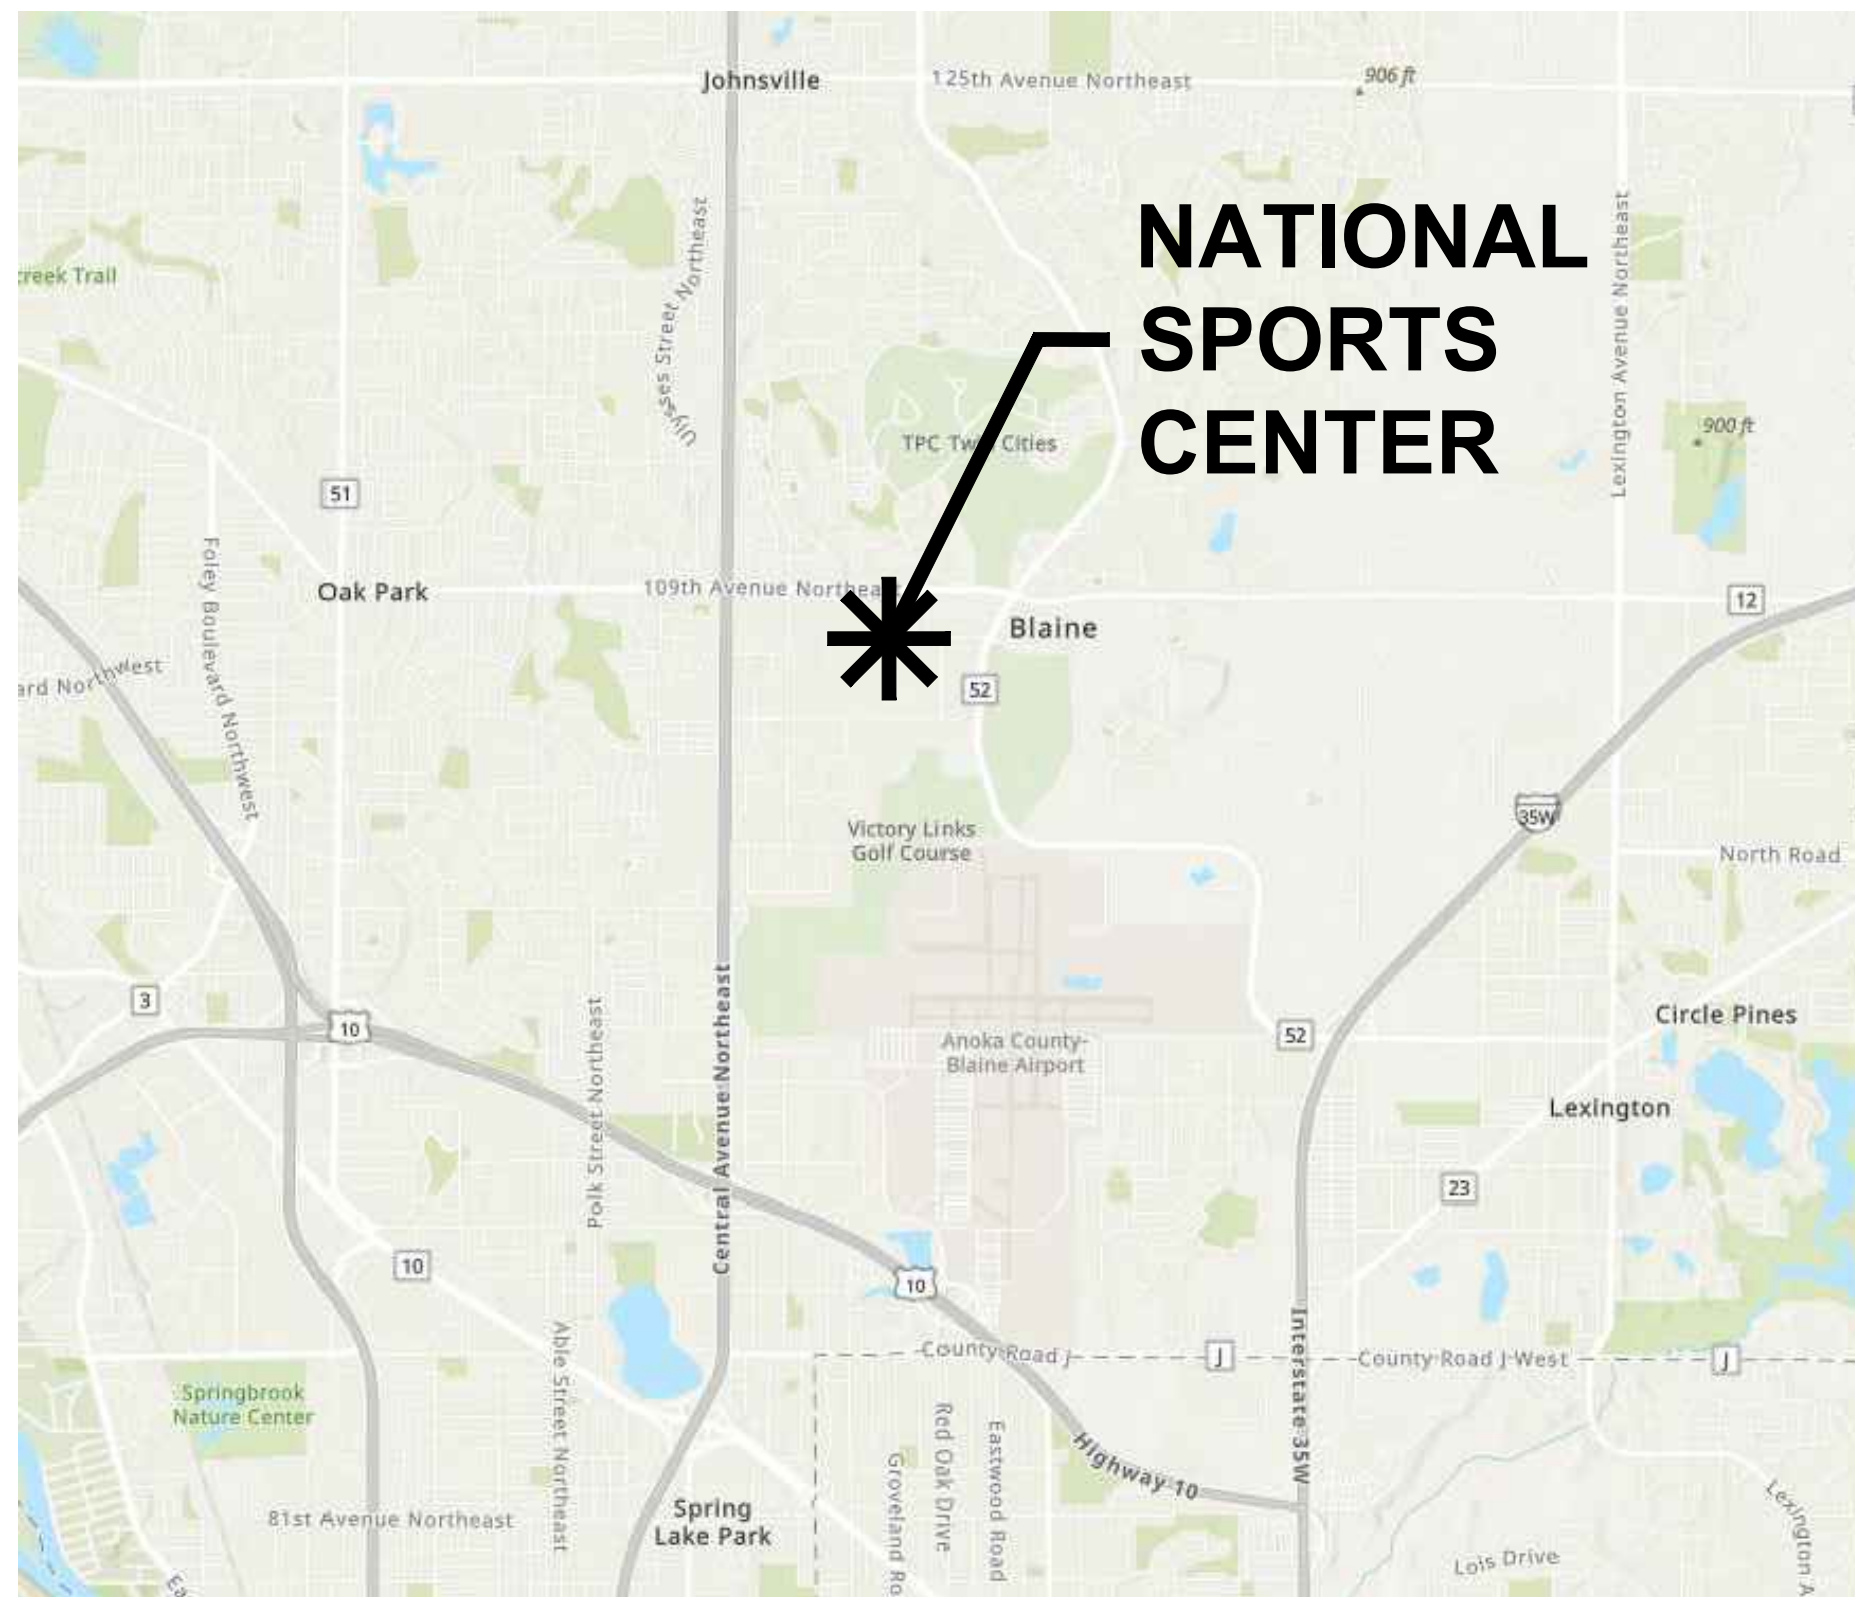 Johnsville
125th Avenue Northeast
906 ft
NATIONAL
SPORTS
CENTER
Ulysses Street Northeast
Lexington Avenue Northeast
reek Trail
TPC Twin Cities
900 ft
51
Foley Boulevard Northwest
Oak Park
109th Avenue Northeast
12
Blaine
ard Northwest
52
35W
Victory Links
Golf Course
North Road
3
10
Polk Street Northeast
Central Avenue Northeast
Anoka County-
Blaine Airport
52
Circle Pines
Lexington
23
10
10
Able Street Northeast
County Road J
J
Interstate 35W
County Road J West
J
Springbrook
Nature Center
Groveland Ro
Red Oak Drive
Eastwood Road
Highway 10
81st Avenue Northeast
Spring
Lake Park
Lois Drive
Lexington A
Ea